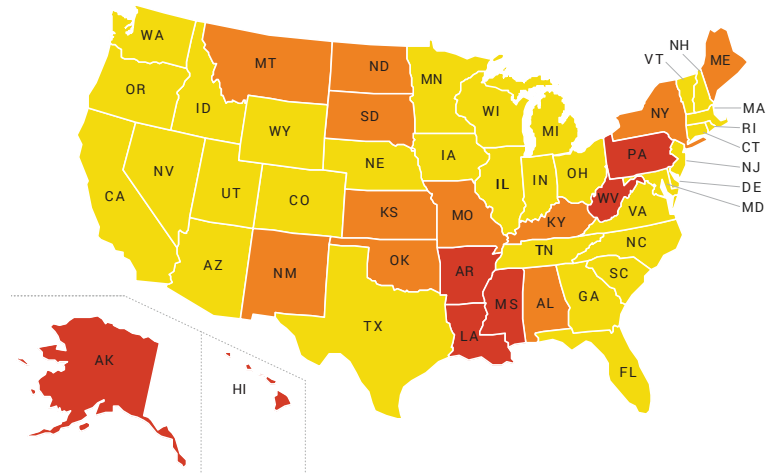 WA
MT
ND
MN
NH
VT
ME
OR
ID
SD
WI
MI
NY
MA
RI
CT
NJ
DE
MD
WY
NV
UT
CO
CA
NE
IA
IL
IN
OH
PA
WV
VA
KS
MO
KY
AZ
NM
OK
AR
TN
NC
SC
TX
LA
MS
AL
GA
FL
AK
HI